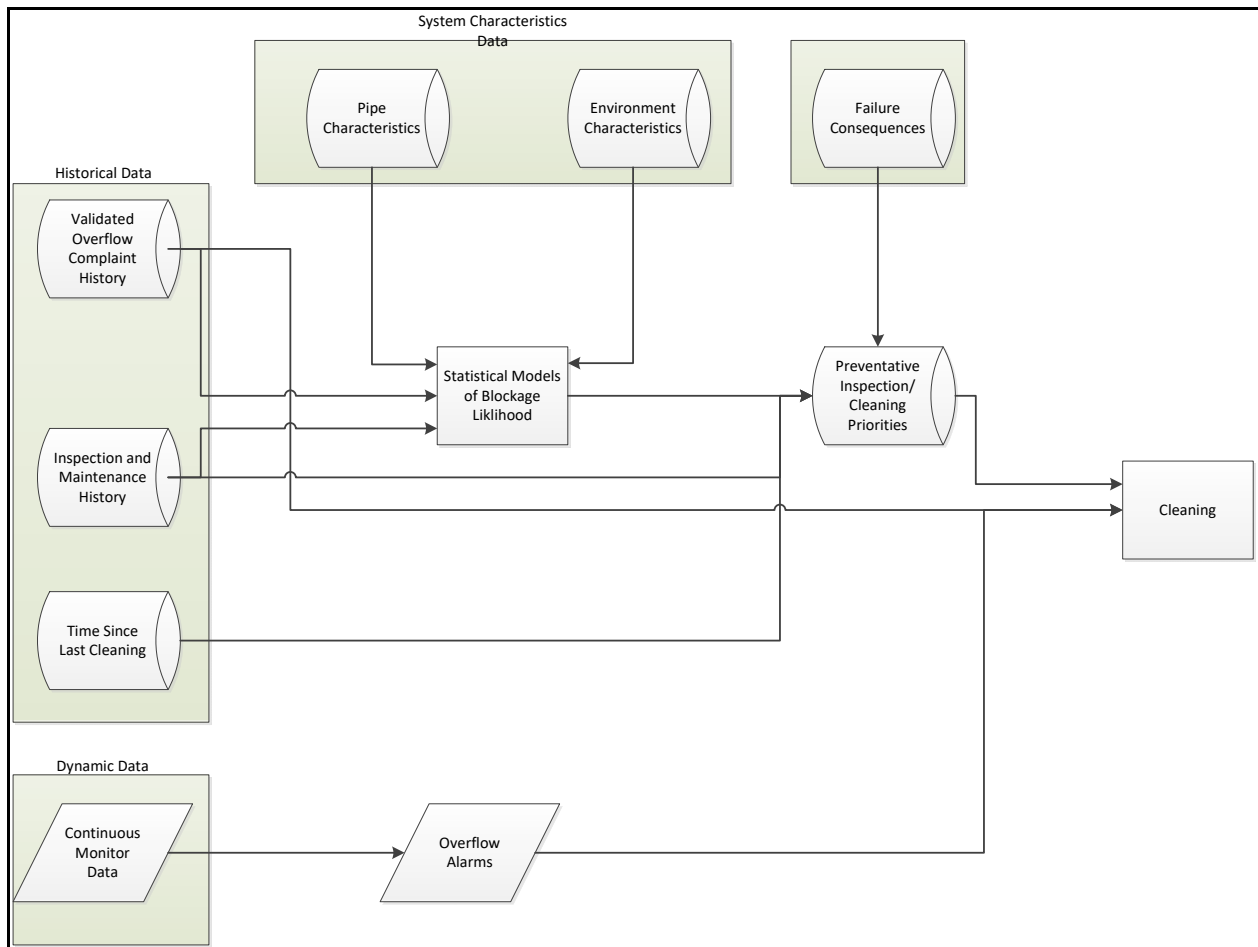 System Characteristics
Data
Pipe
Characteristics
Environment
Characteristics
Failure
Consequences
Historical Data
Validated
Overflow
Complaint
History
Statistical Models
of Blockage
Liklihood
Preventative
Inspection/
Cleaning
Priorities
Inspection and
Maintenance
History
Cleaning
Time Since
Last Cleaning
Dynamic Data
Continuous
Monitor
Data
Overflow
Alarms